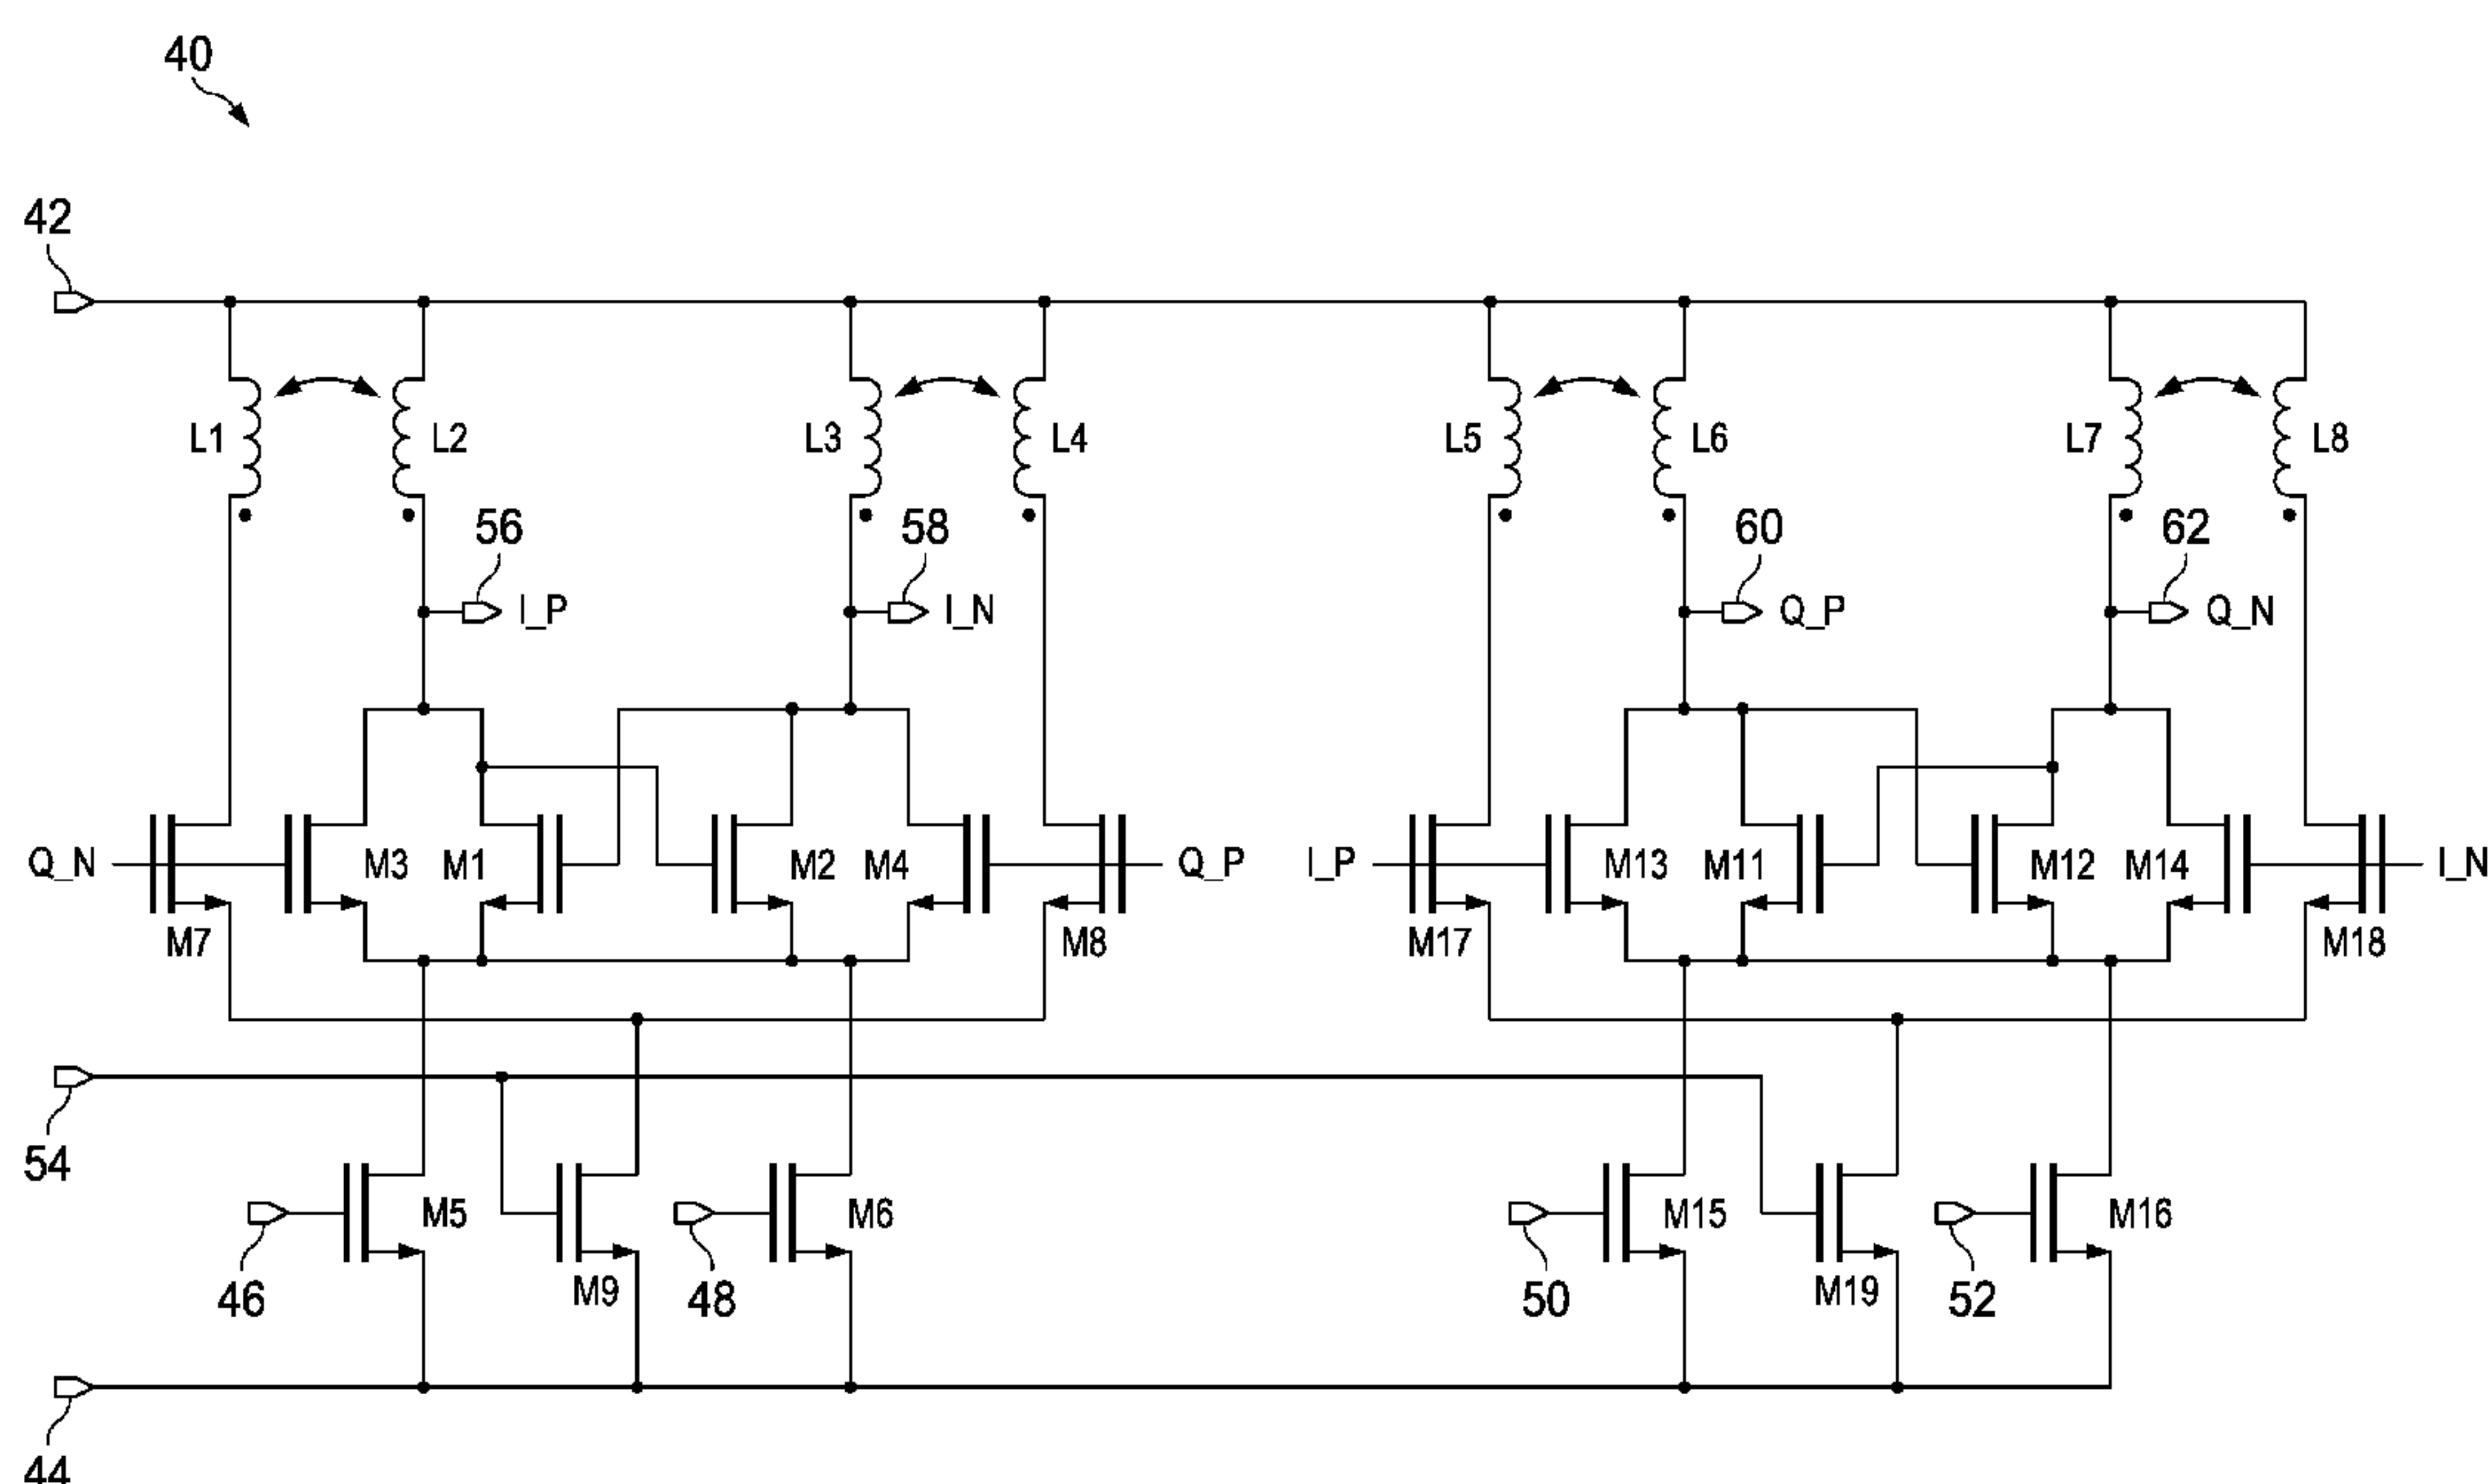 40
42
L1 L2 L3 L4 L5 L6 L7 L8
56 58 60 62
I_P I_N Q_P Q_N
Q_N M3 M1 M2 M4 Q_P I_P M13 M11 M12 M14 I_N
M7 M8 M17 M18
54
M5 M6 M15 M16
46 M9 48 50 M19 52
44